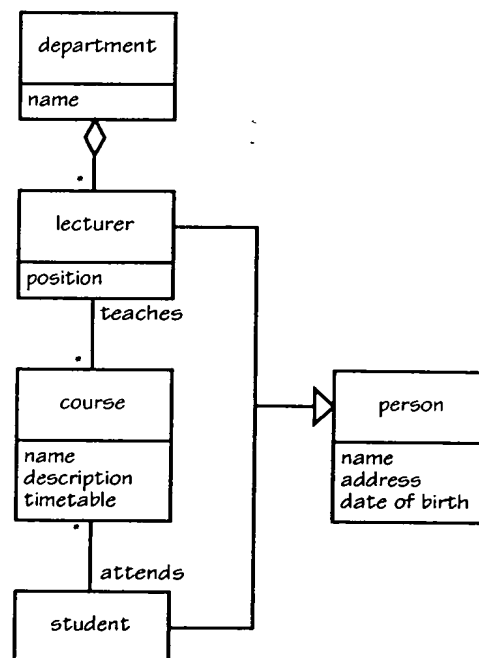 department
name
*
lecturer
position
teaches
*
course
name
description
timetable
*
attends
student
person
name
address
date of birth